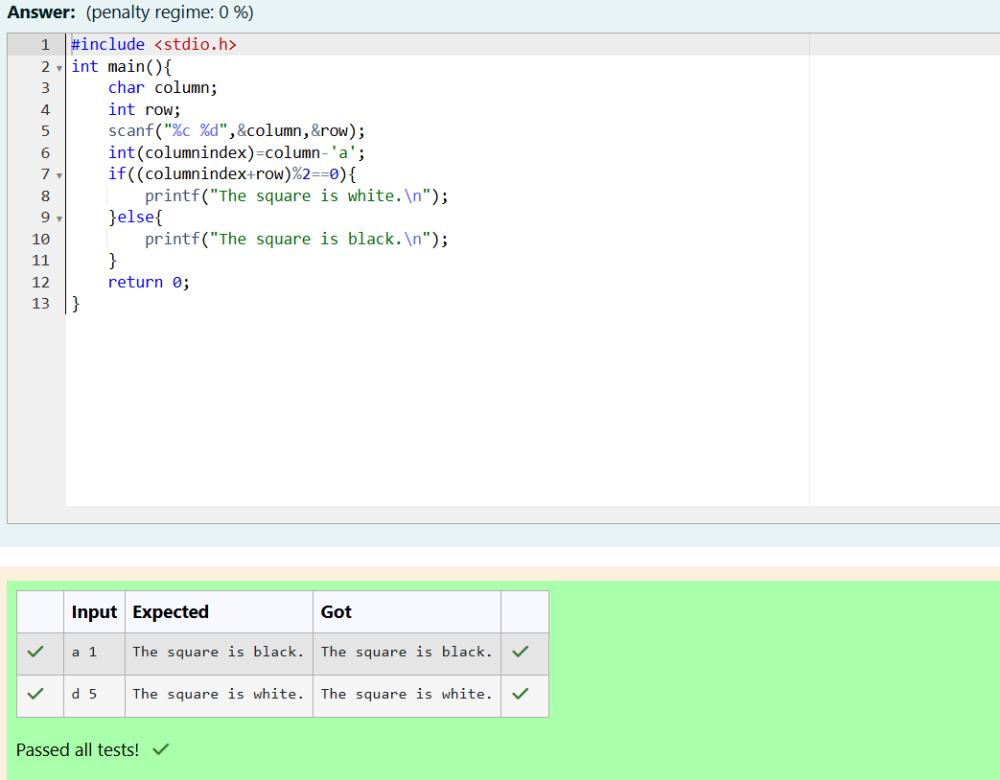 Answer: (penalty regime: 0 %)
1 #include <stdio.h>
2 int main(){
3     char column;
4     int row;
5     scanf("%c %d",&column,&row);
6     int(columnindex)=column-'a';
7     if((columnindex+row)%2==0){
8         printf("The square is white.\n");
9     }else{
10         printf("The square is black.\n");
11     }
12     return 0;
13 }
Input Expected Got
a 1 The square is black. The square is black.
d 5 The square is white. The square is white.
Passed all tests!